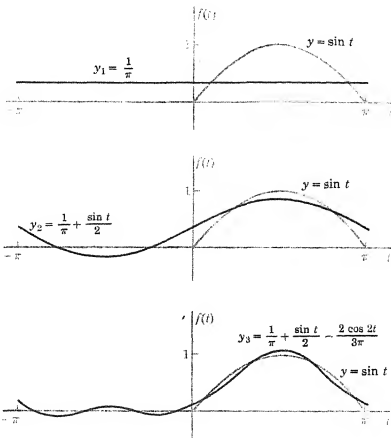 f(t)
1
y = sin t
y₁ = 1/π
-π
π
t
f(t)
1
y = sin t
y₂ = 1/π + sin t/2
-π
π
t
f(t)
y₃ = 1/π + sin t/2 - 2 cos 2t/3π
1
y = sin t
-π
π
t